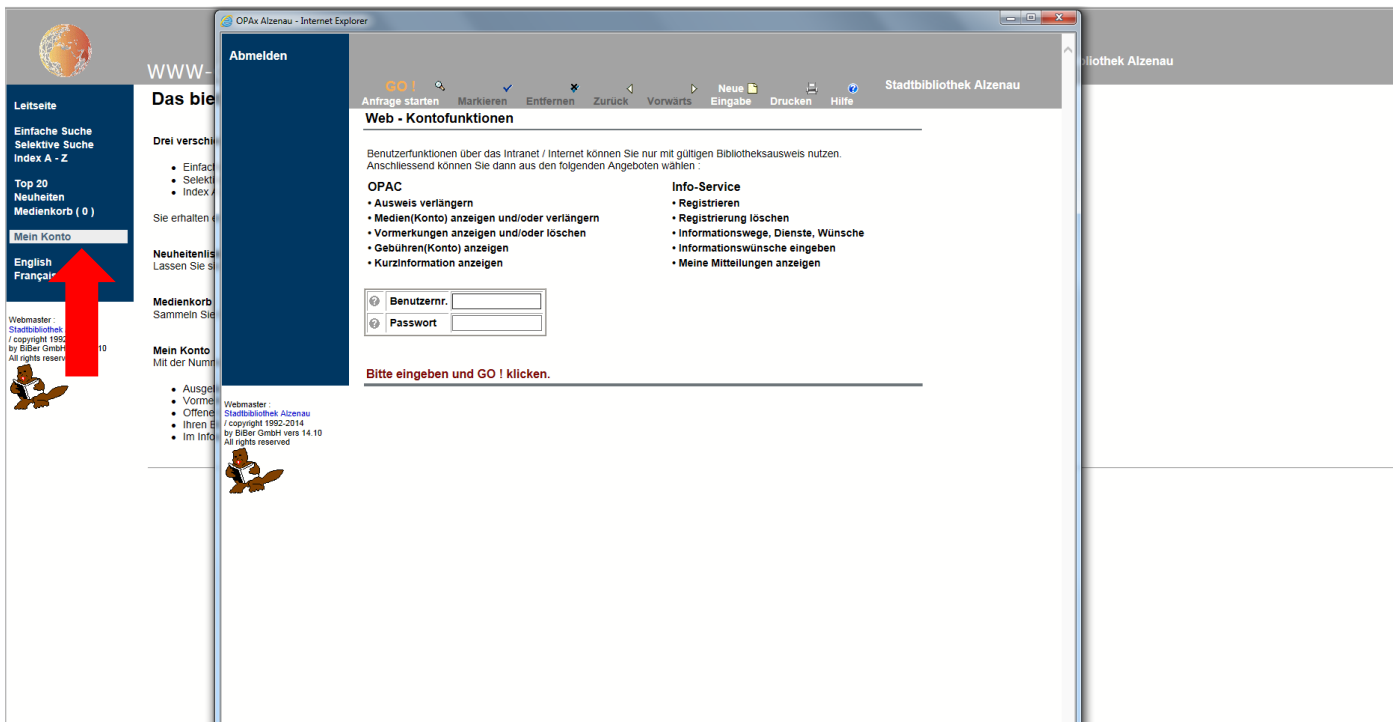 OPAx Alzenau - Internet Explorer
WWW-
bliothek Alzenau
Leitseite
Einfache Suche
Selektive Suche
Index A - Z
Top 20
Neuheiten
Medienkorb ( 0 )
Mein Konto
English
Français
Webmaster :
Stadtbibliothek
/ copyright 1992
by BiBer GmbH 10
All rights reserv
Das bie
Drei verschi
• Einfac
• Selekti
• Index A
Sie erhalten e
Neuheitenlis
Lassen Sie si
Medienkorb
Sammeln Sie
Mein Konto
Mit der Numm
• Ausgel
• Vorme
• Offene
• Ihren B
• Im Info
Abmelden
GO !
Anfrage starten Markieren Entfernen Zurück Vorwärts Neue Eingabe Drucken Hilfe
Stadtbibliothek Alzenau
Web - Kontofunktionen
Benutzerfunktionen über das Intranet / Internet können Sie nur mit gültigen Bibliotheksausweis nutzen.
Anschliessend können Sie dann aus den folgenden Angeboten wählen :
OPAC
• Ausweis verlängern
• Medien(Konto) anzeigen und/oder verlängern
• Vormerkungen anzeigen und/oder löschen
• Gebühren(Konto) anzeigen
• Kurzinformation anzeigen
Info-Service
• Registrieren
• Registrierung löschen
• Informationswege, Dienste, Wünsche
• Informationswünsche eingeben
• Meine Mitteilungen anzeigen
Benutzernr.
Passwort
Bitte eingeben und GO ! klicken.
Webmaster :
Stadtbibliothek Alzenau
/ copyright 1992-2014
by BiBer GmbH vers 14.10
All rights reserved